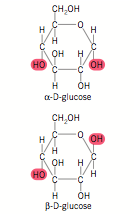 CH₂OH
C O
H H
C H C
OH H
HO OH
C C
H OH
α-D-glucose
CH₂OH
C O OH
H
C H C
OH H H
HO
C C
H OH
β-D-glucose